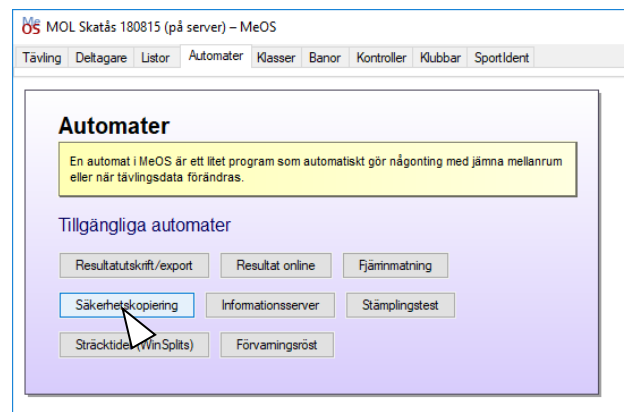 MeOS MOL Skatås 180815 (på server) – MeOS
Tävling Deltagare Listor Automater Klasser Banor Kontroller Klubbar SportIdent
Automater
En automat i MeOS är ett litet program som automatiskt gör någonting med jämna mellanrum
eller när tävlingsdata förändras.
Tillgängliga automater
Resultatutskrift/export Resultat online Fjärrinmatning
Säkerhetskopiering Informationsserver Stämplingstest
Sträcktider (WinSplits) Förvarningsröst